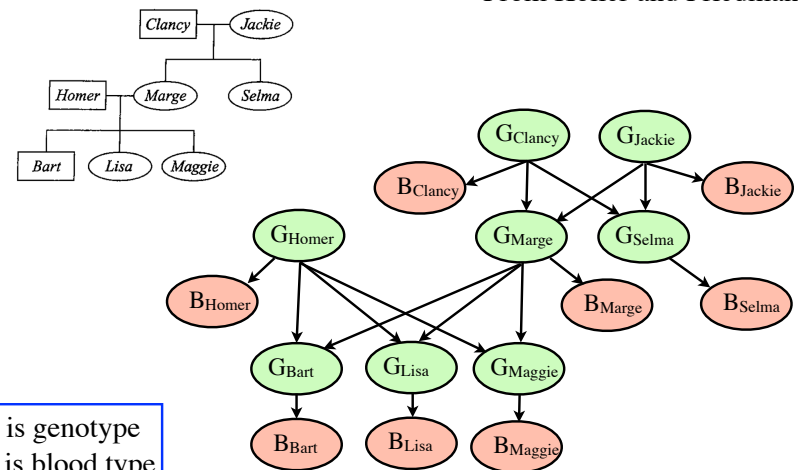 Clancy Jackie
Homer Marge Selma
Bart Lisa Maggie
GClancy GJackie
BClancy BJackie
GHomer GMarge GSelma
BHomer BMarge BSelma
GBart GLisa GMaggie
is genotype
is blood type
BBart BLisa BMaggie